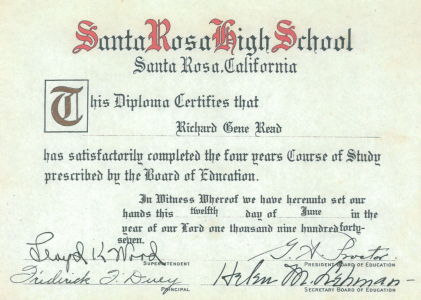 Santa Rosa High School
Santa Rosa, California
This Diploma Certifies that
Richard Gene Read
has satisfactorily completed the four years Course of Study
prescribed by the Board of Education.
In Witness Whereof we have hereunto set our
hands this twelfth day of June in the
year of our Lord one thousand nine hundred forty-
seven.
Lloyd K Wood
SUPERINTENDENT
G. H. Proctor
PRESIDENT BOARD OF EDUCATION
Frederick T. Duey
PRINCIPAL
Helen M. Lehman
SECRETARY BOARD OF EDUCATION